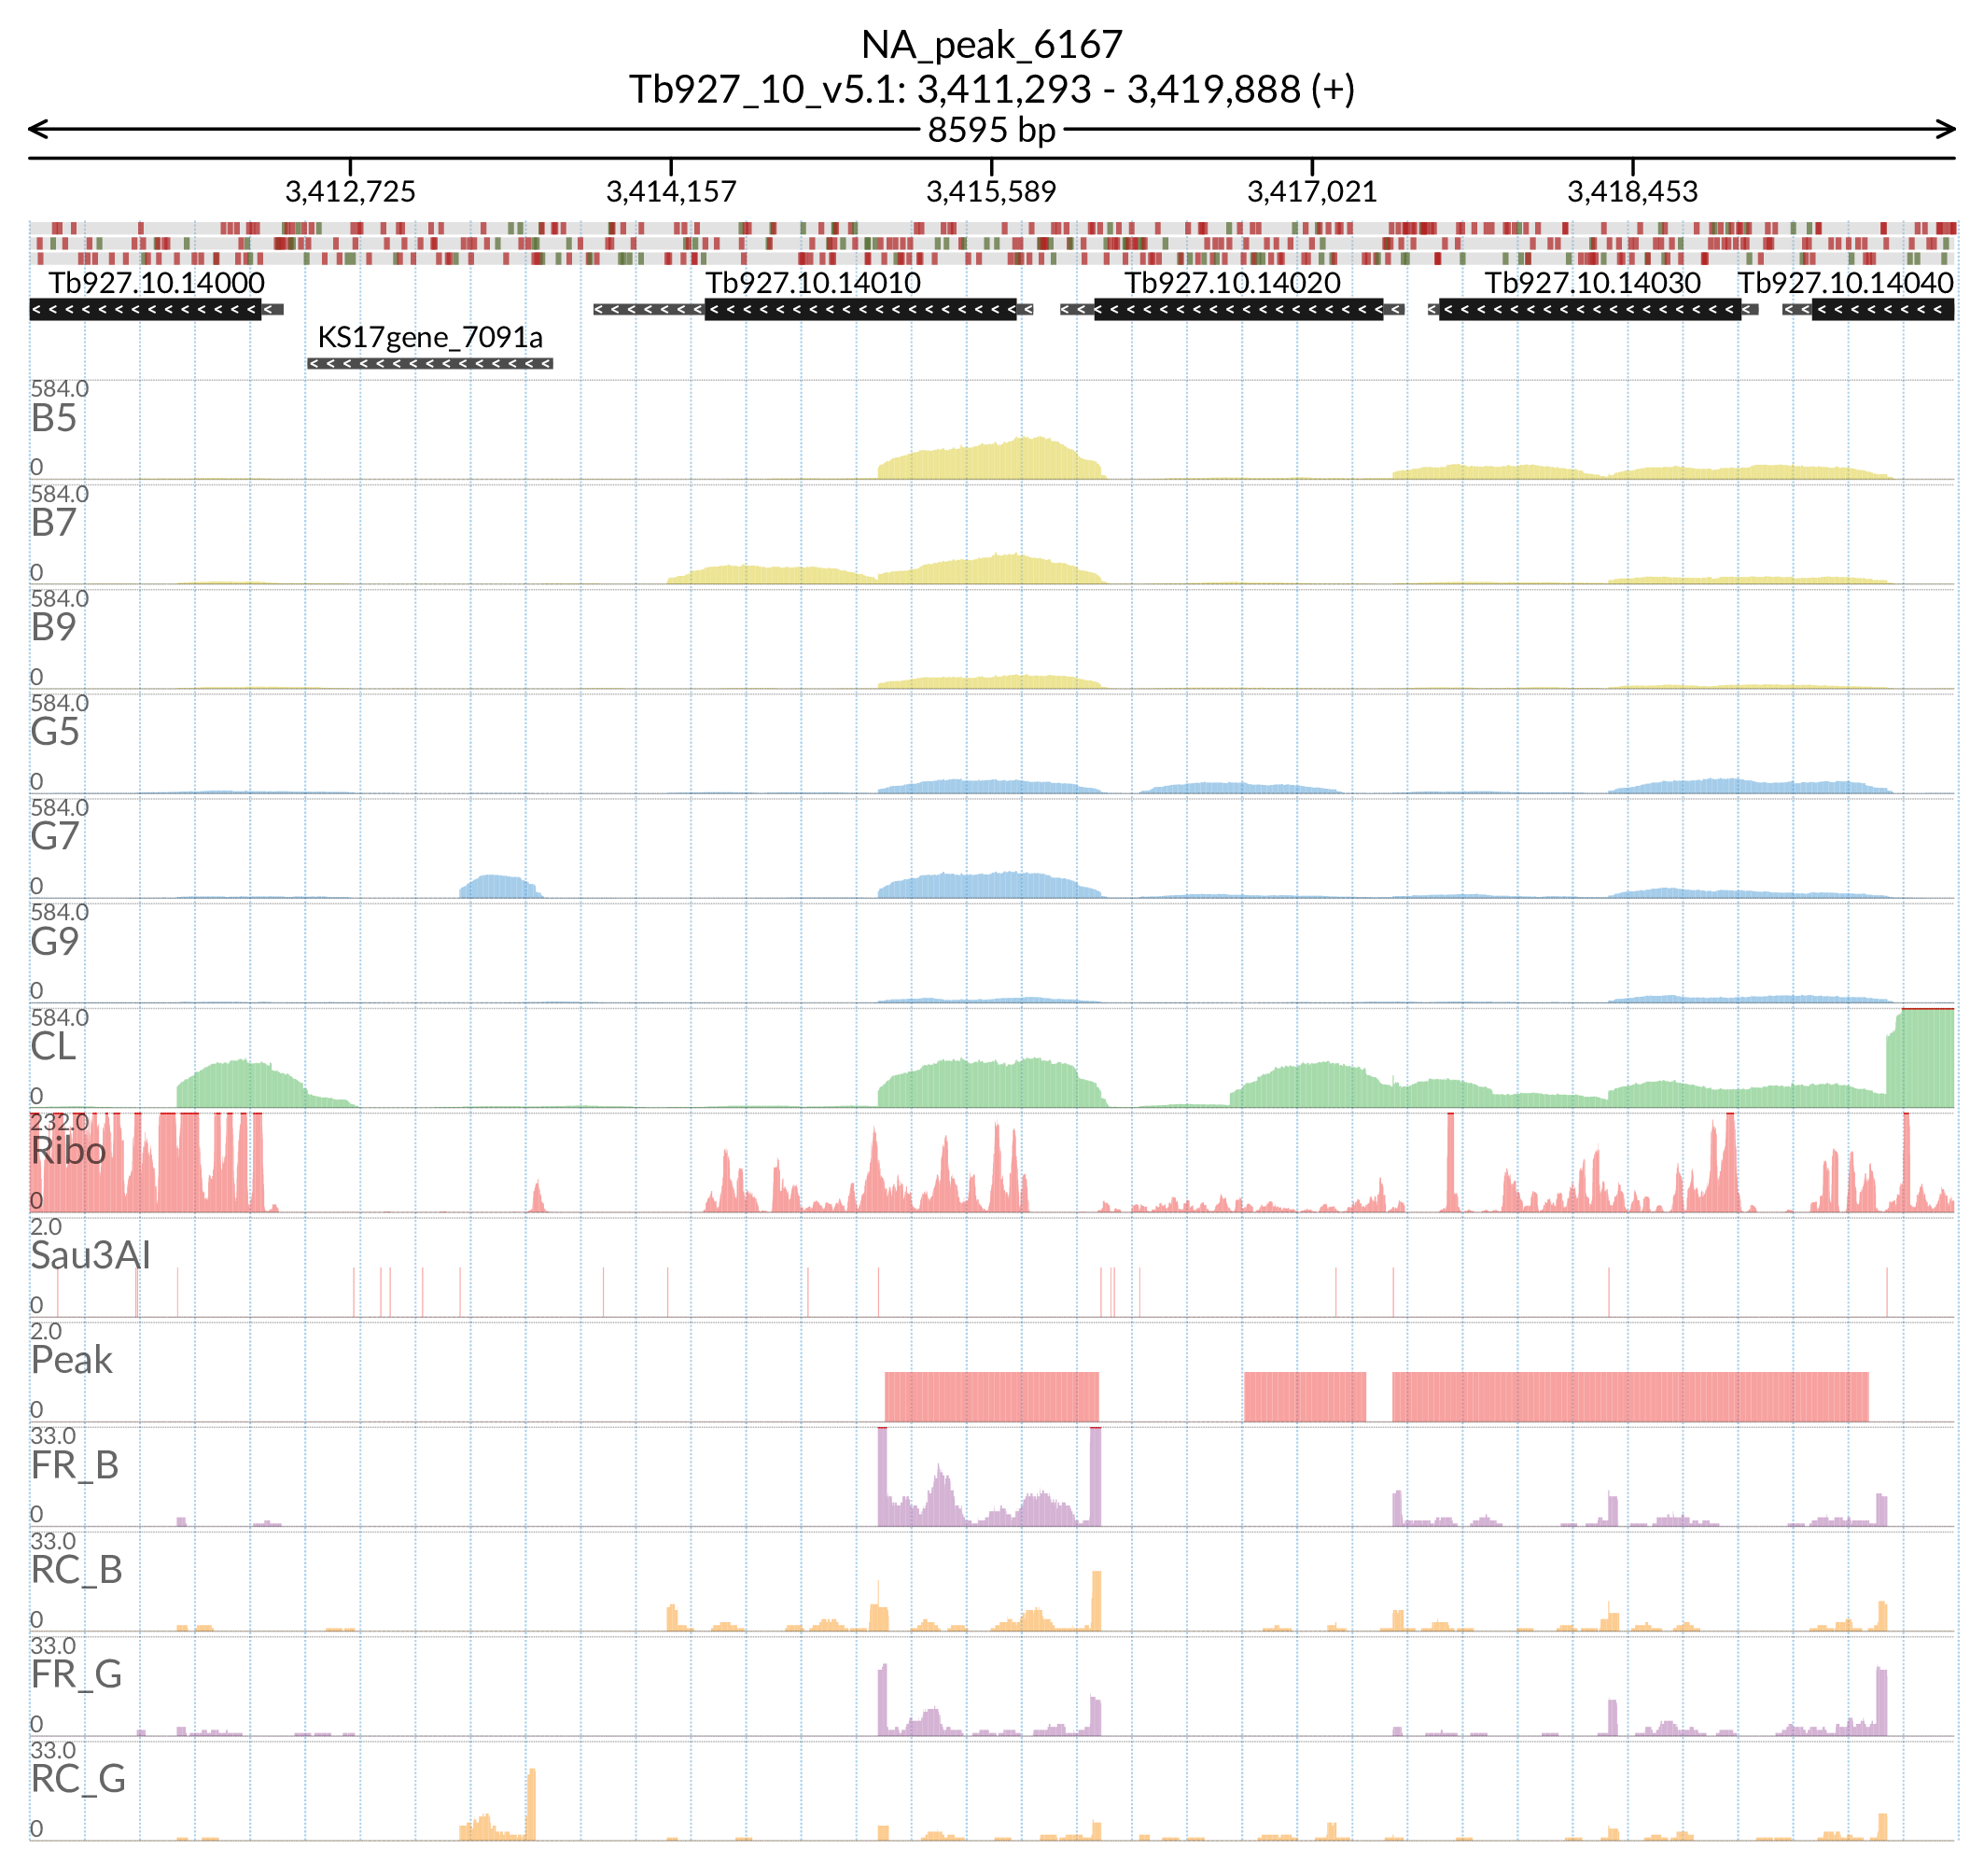 NA_peak_6167
Tb927_10_v5.1: 3,411,293 - 3,419,888 (+)
8595 bp
3,412,725 3,414,157 3,415,589 3,417,021 3,418,453
Tb927.10.14000 Tb927.10.14010 Tb927.10.14020 Tb927.10.14030 Tb927.10.14040
KS17gene_7091a
584.0
B5
0
584.0
B7
0
584.0
B9
0
584.0
G5
0
584.0
G7
0
584.0
G9
0
584.0
CL
0
232.0
Ribo
0
2.0
Sau3AI
0
2.0
Peak
0
33.0
FR_B
0
33.0
RC_B
0
33.0
FR_G
0
33.0
RC_G
0